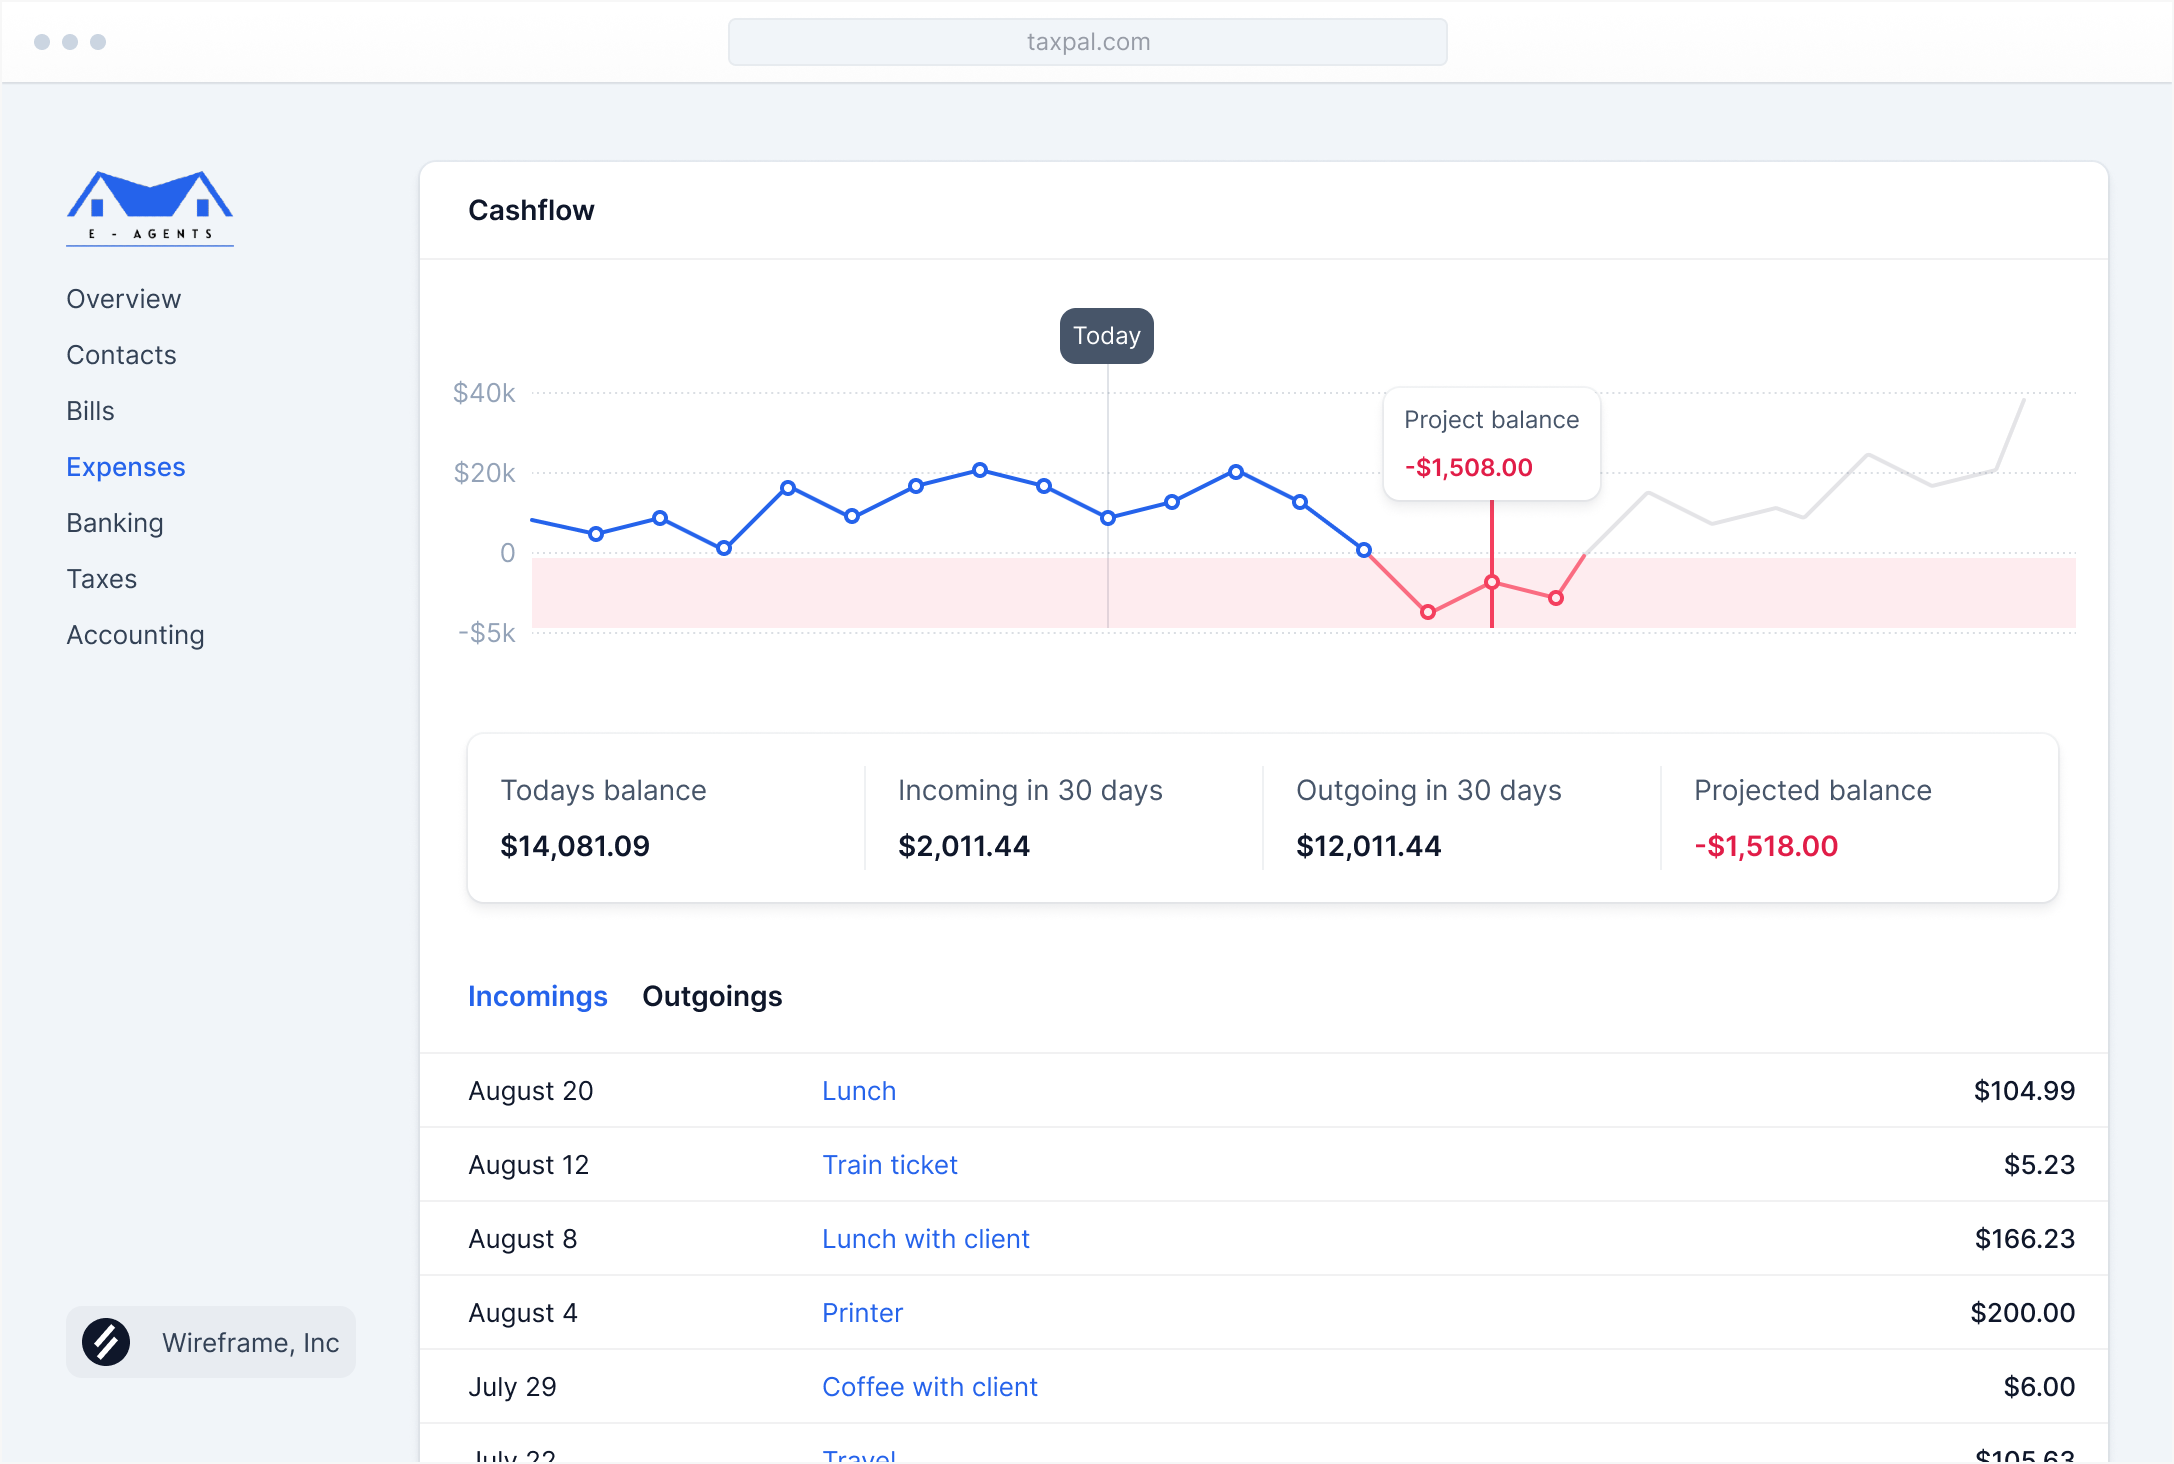 taxpal.com
E - AGENTS
Overview
Contacts
Bills
Expenses
Banking
Taxes
Accounting
Wireframe, Inc
Cashflow
Today
$40k
$20k
0
-$5k
Project balance
-$1,508.00
Todays balance
$14,081.09
Incoming in 30 days
$2,011.44
Outgoing in 30 days
$12,011.44
Projected balance
-$1,518.00
Incomings Outgoings
August 20 Lunch $104.99
August 12 Train ticket $5.23
August 8 Lunch with client $166.23
August 4 Printer $200.00
July 29 Coffee with client $6.00
July 22 Travel $105.63